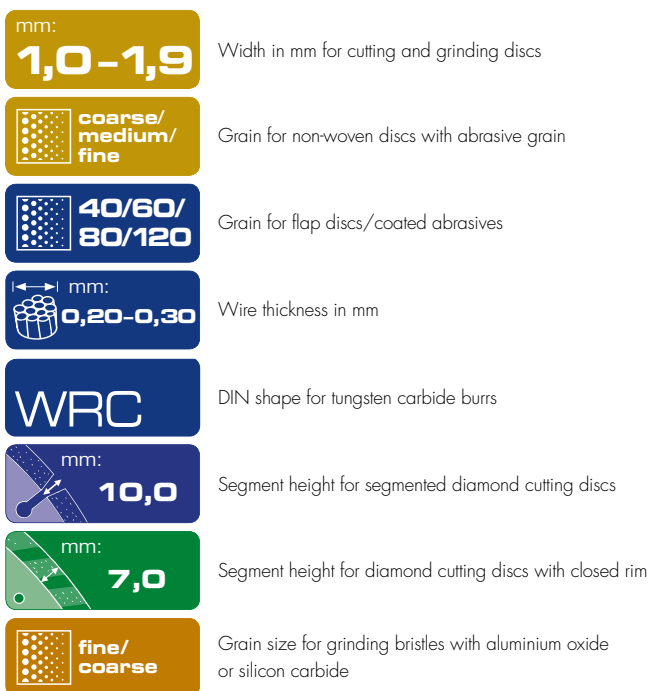 mm:
1,0–1,9
Width in mm for cutting and grinding discs
coarse/
medium/
fine
Grain for non-woven discs with abrasive grain
40/60/
80/120
Grain for flap discs/coated abrasives
mm:
0,20–0,30
Wire thickness in mm
WRC
DIN shape for tungsten carbide burrs
mm:
10,0
Segment height for segmented diamond cutting discs
mm:
7,0
Segment height for diamond cutting discs with closed rim
fine/
coarse
Grain size for grinding bristles with aluminium oxide
or silicon carbide